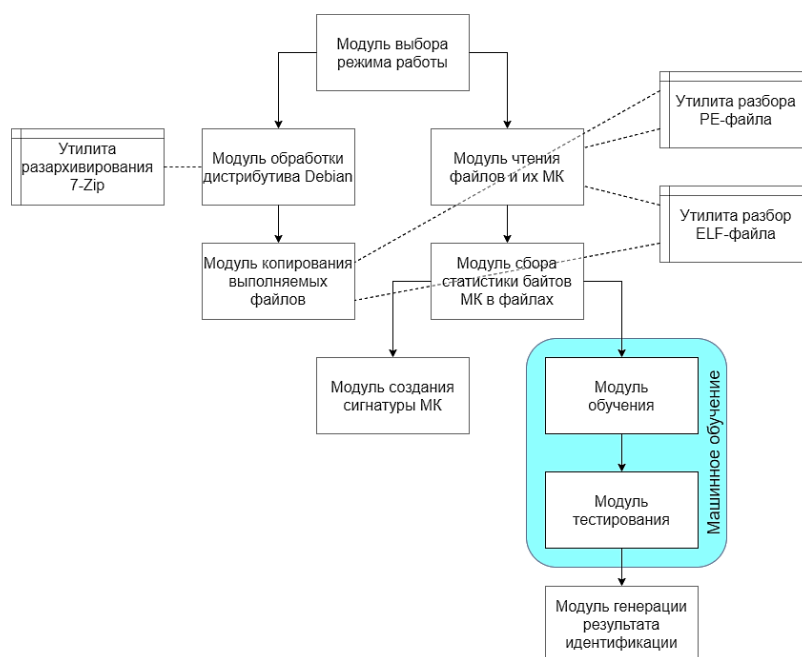 Модуль выбора
режима работы
Утилита разбора
PE-файла
Утилита
разархивирования
7-Zip
Модуль обработки
дистрибутива Debian
Модуль чтения
файлов и их МК
Утилита разбор
ELF-файла
Модуль копирования
выполняемых
файлов
Модуль сбора
статистики байтов
МК в файлах
Модуль создания
сигнатуры МК
Модуль
обучения
Машинное обучение
Модуль
тестирования
Модуль генерации
результата
идентификации